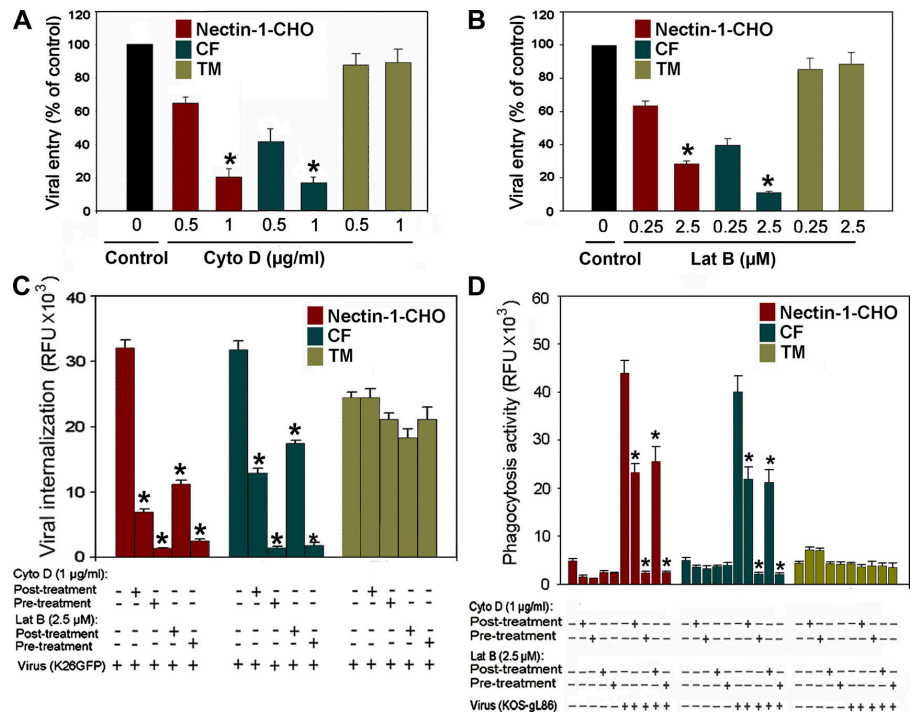 A
Viral entry (% of control)
120
100
80
60
40
20
0
Nectin-1-CHO
CF
TM
0 0.5 1 0.5 1 0.5 1
Control Cyto D (µg/ml)
B
Viral entry (% of control)
120
100
80
60
40
20
0
Nectin-1-CHO
CF
TM
* *
* *
0 0.25 2.5 0.25 2.5 0.25 2.5
Control Lat B (µM)
C
Viral internalization (RFU X10³)
40
30
20
10
0
Nectin-1-CHO
CF
TM
* * * * * * * *
Cyto D (1 µg/ml):
Post-treatment - + - - - - + - - - - + - - -
Pre-treatment - - + - - - - + - - - - + - -
Lat B (2.5 µM):
Post-treatment - - - + - - - - + - - - - + -
Pre-treatment - - - - + - - - - + - - - - +
Virus (K26GFP) + + + + + + + + + + + + + + +
D
Phagocytosis activity (RFU X10³)
60
50
40
30
20
10
0
Nectin-1-CHO
CF
TM
* * * * * * * *
Cyto D (1 µg/ml):
Post-treatment
Pre-treatment
Lat B (2.5 µM):
Post-treatment
Pre-treatment
Virus (KOS-gL86)